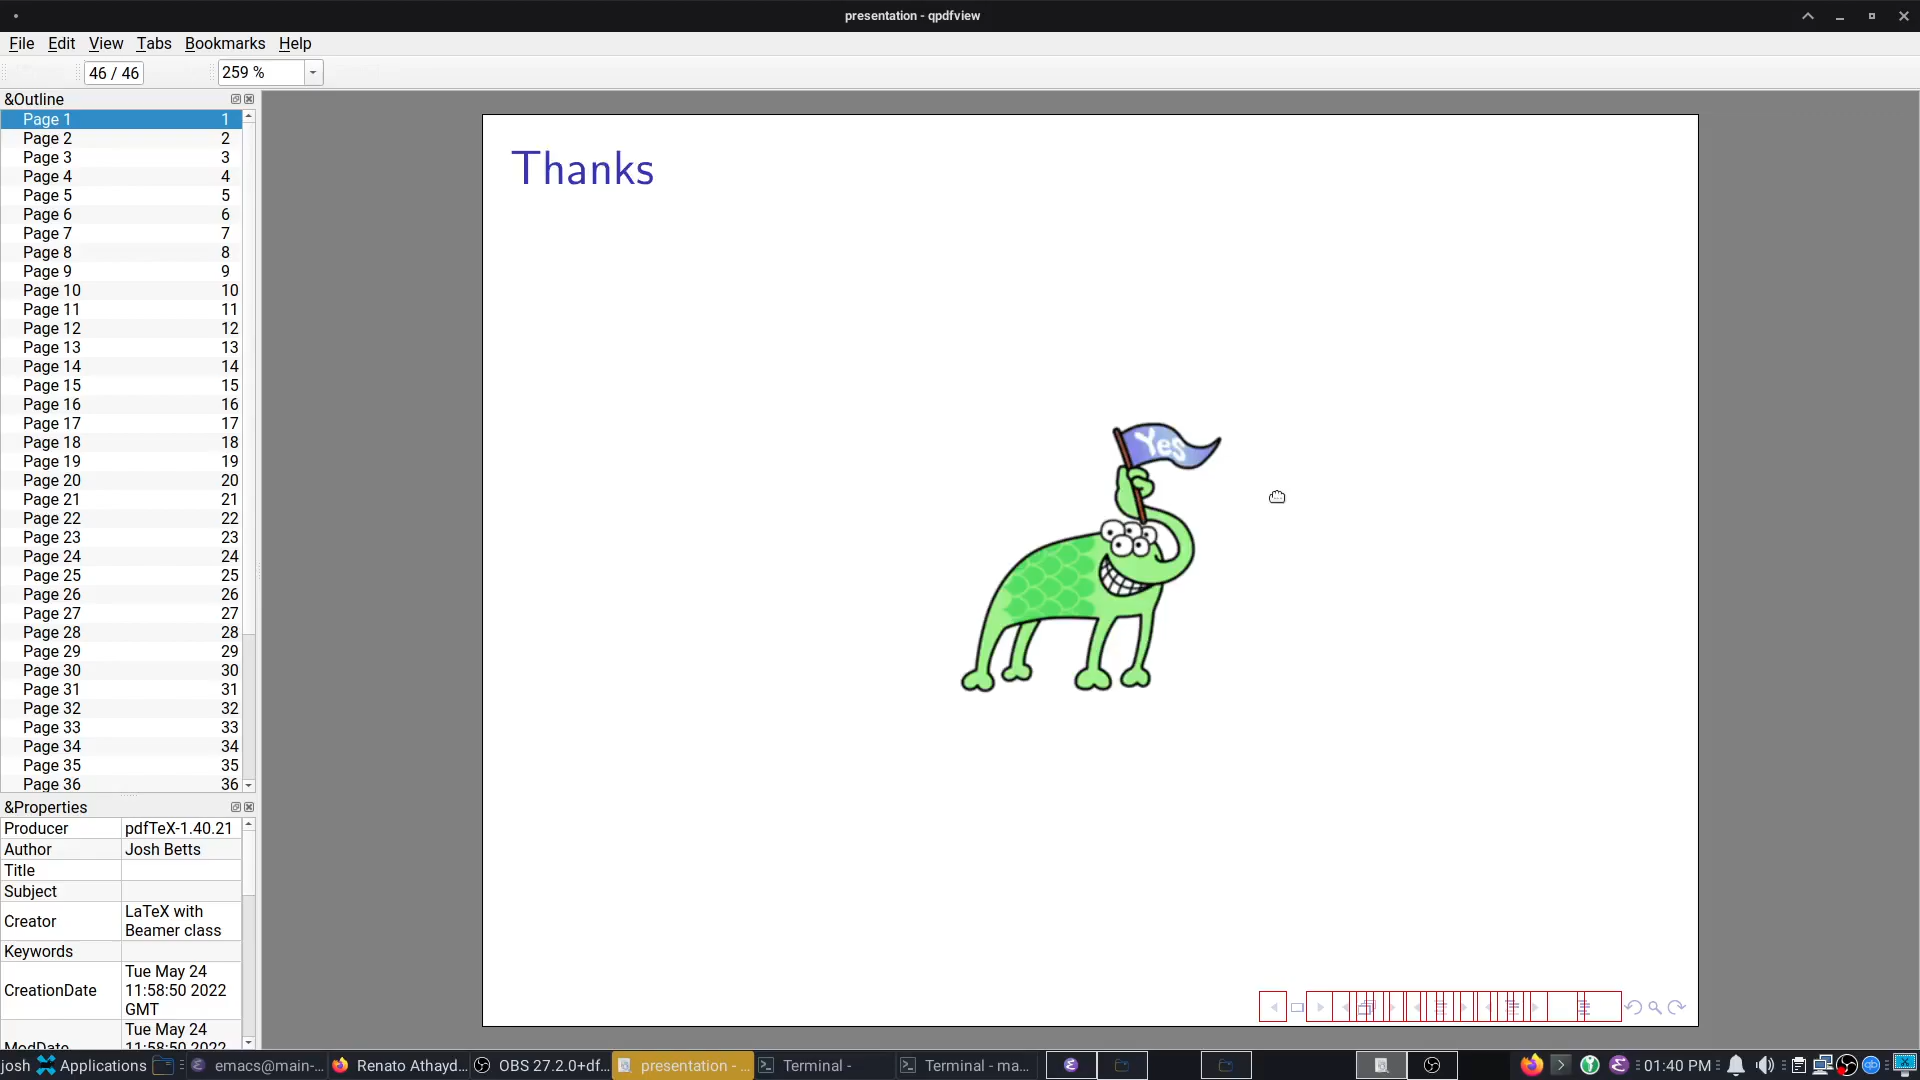 presentation - qpdfview
File Edit View Tabs Bookmarks Help
46 / 46 259 %
&Outline
Page 1 1
Page 2 2
Page 3 3
Page 4 4
Page 5 5
Page 6 6
Page 7 7
Page 8 8
Page 9 9
Page 10 10
Page 11 11
Page 12 12
Page 13 13
Page 14 14
Page 15 15
Page 16 16
Page 17 17
Page 18 18
Page 19 19
Page 20 20
Page 21 21
Page 22 22
Page 23 23
Page 24 24
Page 25 25
Page 26 26
Page 27 27
Page 28 28
Page 29 29
Page 30 30
Page 31 31
Page 32 32
Page 33 33
Page 34 34
Page 35 35
Page 36 36
&Properties
Producer pdfTeX-1.40.21
Author Josh Betts
Title
Subject
Creator LaTeX with
Beamer class
Keywords
CreationDate Tue May 24
11:58:50 2022
GMT
ModDate Tue May 24
11:58:50 2022
Thanks
Yes
josh Applications emacs@main-... Renato Athayd... OBS 27.2.0+df... presentation - ... Terminal - Terminal - ma... 01:40 PM